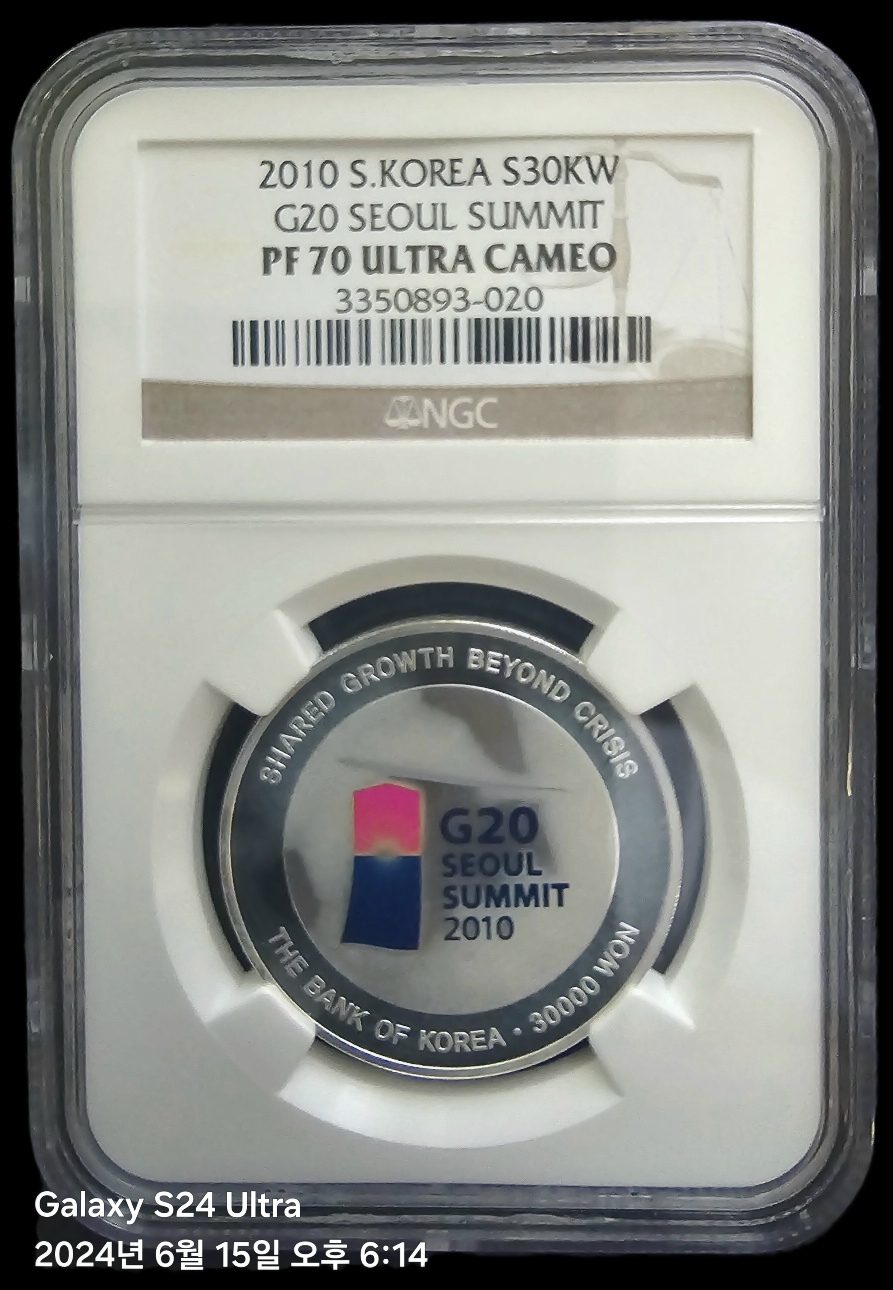 2010 S.KOREA S30KW
G20 SEOUL SUMMIT
PF 70 ULTRA CAMEO
3350893-020
NGC
SHARED GROWTH BEYOND CRISIS
G20
SEOUL
SUMMIT
2010
THE BANK OF KOREA • 30000 WON
Galaxy S24 Ultra
2024년 6월 15일 오후 6:14